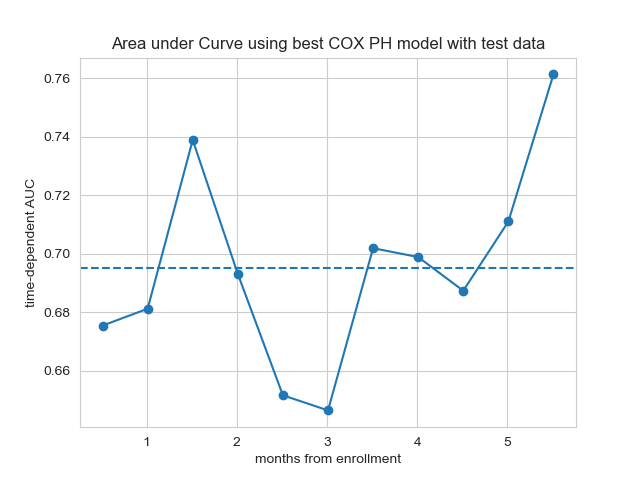 Area under Curve using best COX PH model with test data
0.76
0.74
0.72
0.70
0.68
0.66
time-dependent AUC
1 2 3 4 5
months from enrollment